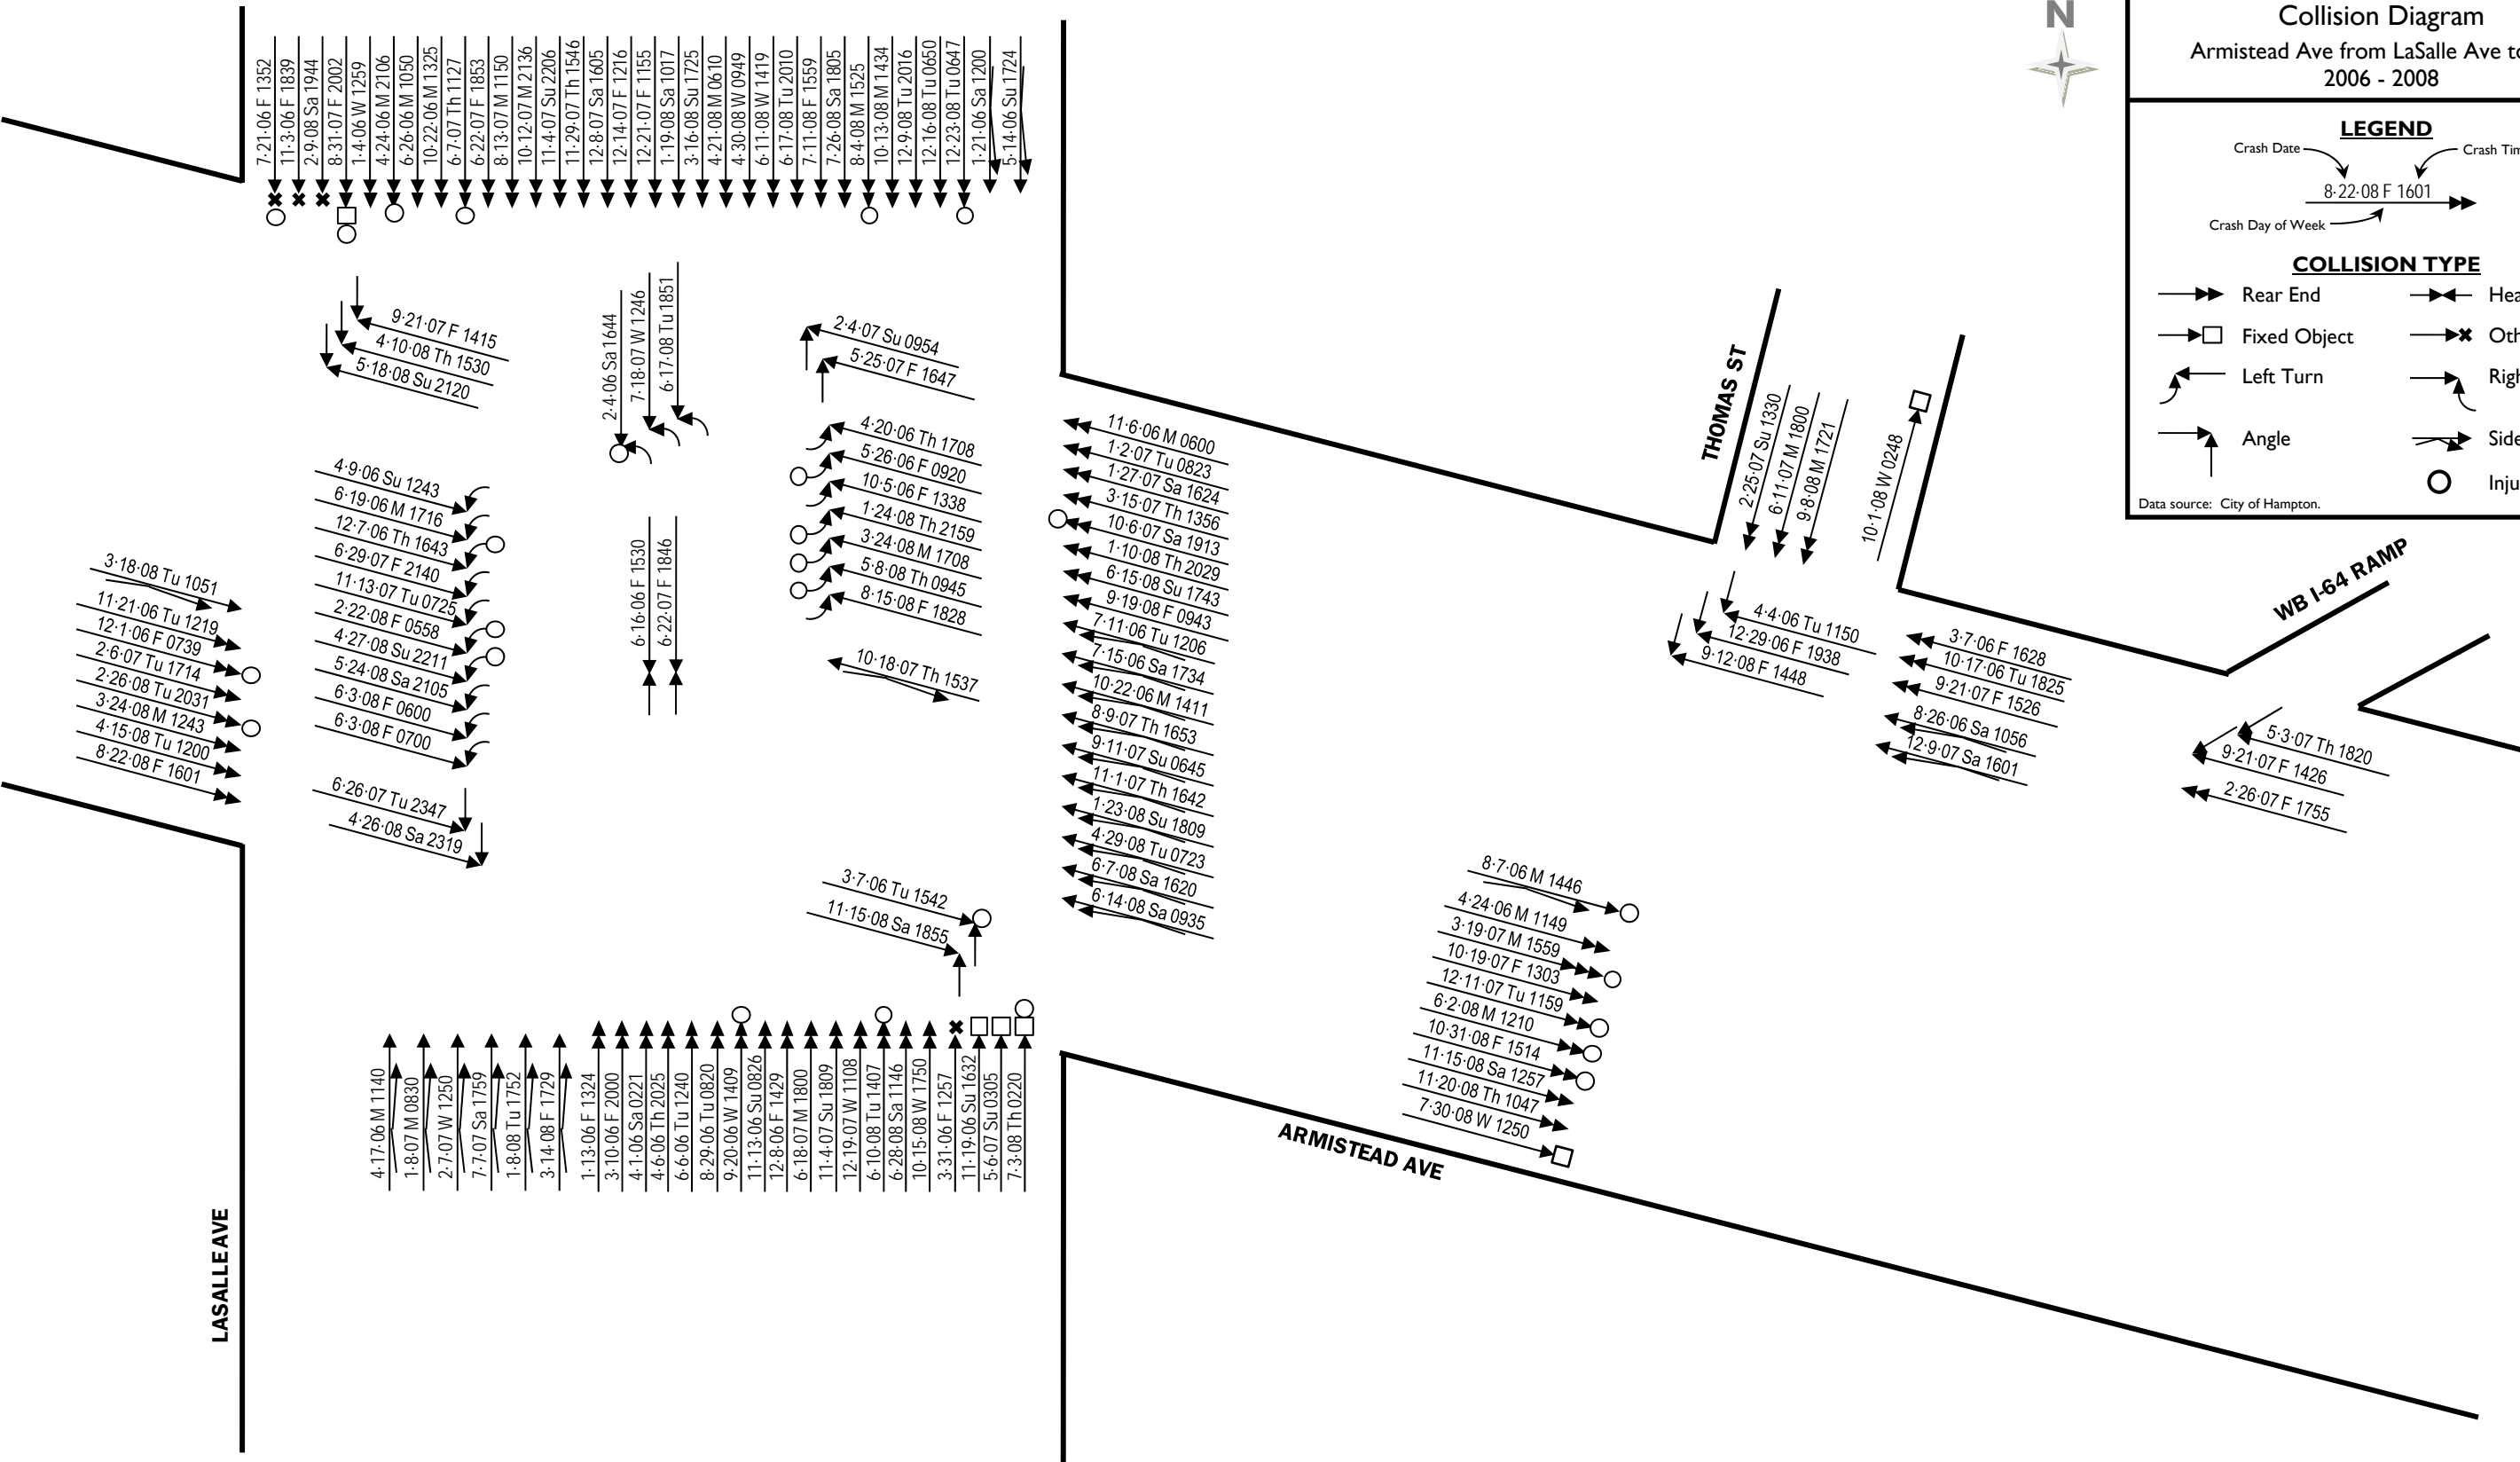 N
Collision Diagram
Armistead Ave from LaSalle Ave to
2006 - 2008
LEGEND
Crash Date
Crash Tim
8·22·08 F 1601
Crash Day of Week
COLLISION TYPE
Rear End
Hea
Fixed Object
Oth
Left Turn
Righ
Angle
Side
Inju
Data source: City of Hampton.
7·21·06 F 1352
11·3·06 F 1839
2·9·08 Sa 1944
8·31·07 F 2002
1·4·06 W 1259
4·24·06 M 2106
6·26·06 M 1050
10·22·06 M 1325
6·7·07 Th 1127
6·22·07 F 1853
8·13·07 M 1150
10·12·07 M 2136
11·4·07 Su 2206
11·29·07 Th 1546
12·8·07 Sa 1605
12·14·07 F 1216
12·21·07 F 1155
1·19·08 Sa 1017
3·16·08 Su 1725
4·21·08 M 0610
4·30·08 W 0949
6·11·08 W 1419
6·17·08 Tu 2010
7·11·08 F 1559
7·26·08 Sa 1805
8·4·08 M 1525
10·13·08 M 1434
12·9·08 Tu 2016
12·16·08 Tu 0650
12·23·08 Tu 0647
1·21·06 Sa 1200
5·14·06 Su 1724
9·21·07 F 1415
4·10·08 Th 1530
5·18·08 Su 2120
2·4·06 Sa 1644
7·18·07 W 1246
6·17·08 Tu 1851
2·4·07 Su 0954
5·25·07 F 1647
4·20·06 Th 1708
5·26·06 F 0920
10·5·06 F 1338
1·24·08 Th 2159
3·24·08 M 1708
5·8·08 Th 0945
8·15·08 F 1828
10·18·07 Th 1537
4·9·06 Su 1243
6·19·06 M 1716
12·7·06 Th 1643
6·29·07 F 2140
11·13·07 Tu 0725
2·22·08 F 0558
4·27·08 Su 2211
5·24·08 Sa 2105
6·3·08 F 0600
6·3·08 F 0700
6·26·07 Tu 2347
4·26·08 Sa 2319
3·18·08 Tu 1051
11·21·06 Tu 1219
12·1·06 F 0739
2·6·07 Tu 1714
2·26·08 Tu 2031
3·24·08 M 1243
4·15·08 Tu 1200
8·22·08 F 1601
6·16·06 F 1530
6·22·07 F 1846
11·6·06 M 0600
1·2·07 Tu 0823
1·27·07 Sa 1624
3·15·07 Th 1356
10·6·07 Sa 1913
1·10·08 Th 2029
6·15·08 Su 1743
9·19·08 F 0943
7·11·06 Tu 1206
7·15·06 Sa 1734
10·22·06 M 1411
8·9·07 Th 1653
9·11·07 Su 0645
11·1·07 Th 1642
1·23·08 Su 1809
4·29·08 Tu 0723
6·7·08 Sa 1620
6·14·08 Sa 0935
3·7·06 Tu 1542
11·15·08 Sa 1855
4·17·06 M 1140
1·8·07 M 0830
2·7·07 W 1250
7·7·07 Sa 1759
1·8·08 Tu 1752
3·14·08 F 1729
1·13·06 F 1324
3·10·06 F 2000
4·1·06 Sa 0221
4·6·06 Th 2025
6·6·06 Tu 1240
8·29·06 Tu 0820
9·20·06 W 1409
11·13·06 Su 0826
12·8·06 F 1429
6·18·07 M 1800
11·4·07 Su 1809
12·19·07 W 1108
6·10·08 Tu 1407
6·28·08 Sa 1146
10·15·08 W 1750
3·31·06 F 1257
11·19·06 Su 1632
5·6·07 Su 0305
7·3·08 Th 0220
LASALLE AVE
ARMISTEAD AVE
THOMAS ST
2·25·07 Su 1330
6·11·07 M 1800
9·8·08 M 1721
10·1·08 W 0248
4·4·06 Tu 1150
12·29·06 F 1938
9·12·08 F 1448
3·7·06 F 1628
10·17·06 Tu 1825
9·21·07 F 1526
8·26·06 Sa 1056
12·9·07 Sa 1601
WB I-64 RAMP
5·3·07 Th 1820
9·21·07 F 1426
2·26·07 F 1755
8·7·06 M 1446
4·24·06 M 1149
3·19·07 M 1559
10·19·07 F 1303
12·11·07 Tu 1159
6·2·08 M 1210
10·31·08 F 1514
11·15·08 Sa 1257
11·20·08 Th 1047
7·30·08 W 1250